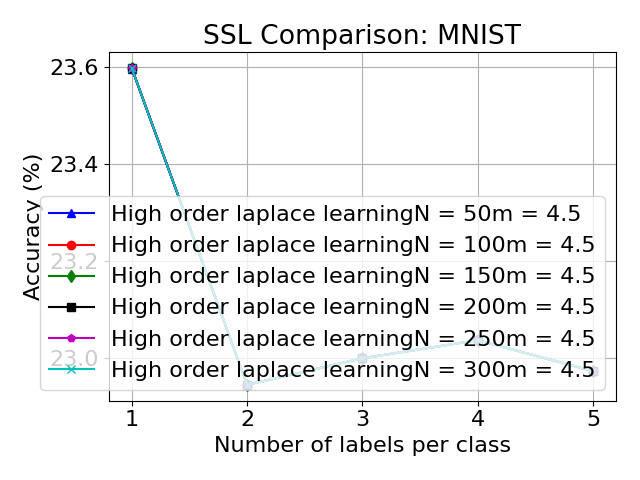 SSL Comparison: MNIST
23.6
23.4
23.2
23.0
Accuracy (%)
High order laplace learningN = 50m = 4.5
High order laplace learningN = 100m = 4.5
High order laplace learningN = 150m = 4.5
High order laplace learningN = 200m = 4.5
High order laplace learningN = 250m = 4.5
High order laplace learningN = 300m = 4.5
1 2 3 4 5
Number of labels per class